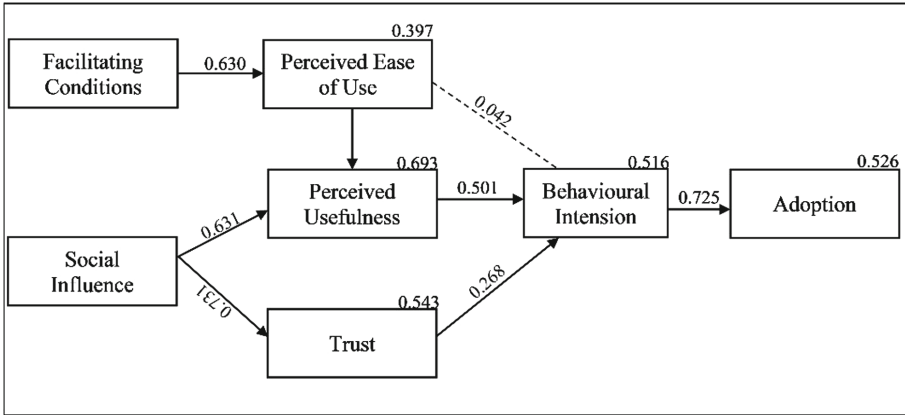 0.397
Facilitating
Conditions
0.630
Perceived Ease
of Use
0.042
0.693
Perceived
Usefulness
0.501
0.516
Behavioural
Intension
0.725
0.526
Adoption
0.631
Social
Influence
0.731
0.543
Trust
0.268